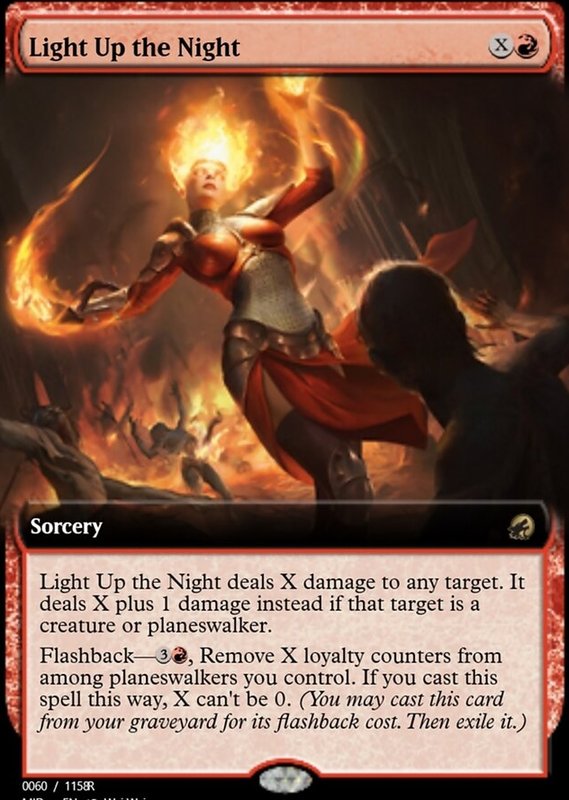 Light Up the Night X
Sorcery
Light Up the Night deals X damage to any target. It
deals X plus 1 damage instead if that target is a
creature or planeswalker.
Flashback—3, Remove X loyalty counters from
among planeswalkers you control. If you cast this
spell this way, X can't be 0. (You may cast this card
from your graveyard for its flashback cost. Then exile it.)
0060 / 1158R